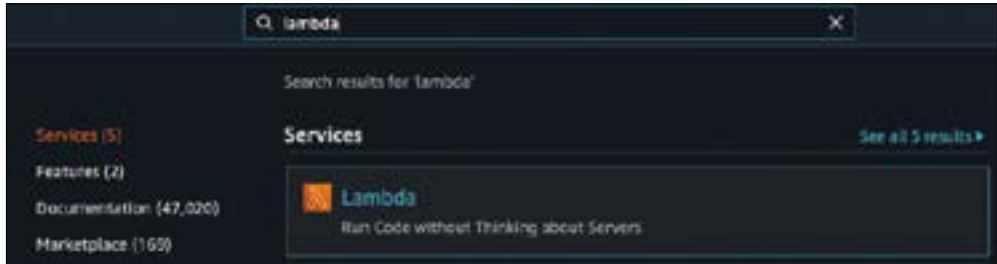 lambda
Search results for 'lambda'
Services (5)
Services
See all 5 results
Features (2)
Lambda
Documentation (47,020)
Run Code without Thinking about Servers
Marketplace (169)